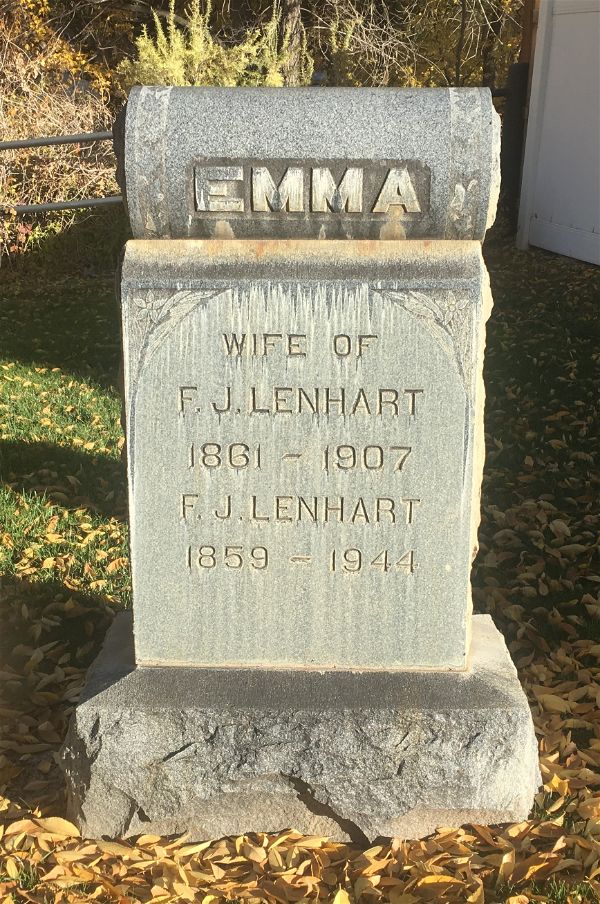 EMMA
WIFE OF
F. J. LENHART
1861 - 1907
F. J. LENHART
1859 - 1944